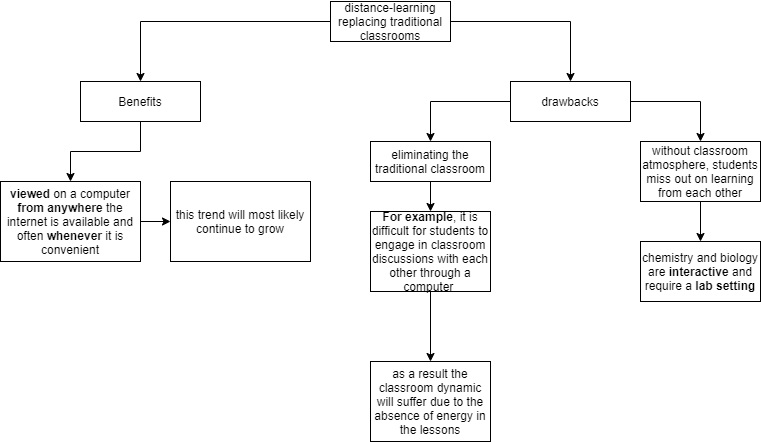 distance-learning
replacing traditional
classrooms
Benefits
drawbacks
eliminating the
traditional classroom
without classroom
atmosphere, students
miss out on learning
from each other
viewed on a computer
from anywhere the
internet is available and
often whenever it is
convenient
this trend will most likely
continue to grow
For example, it is
difficult for students to
engage in classroom
discussions with each
other through a
computer
chemistry and biology
are interactive and
require a lab setting
as a result the
classroom dynamic
will suffer due to the
absence of energy in
the lessons